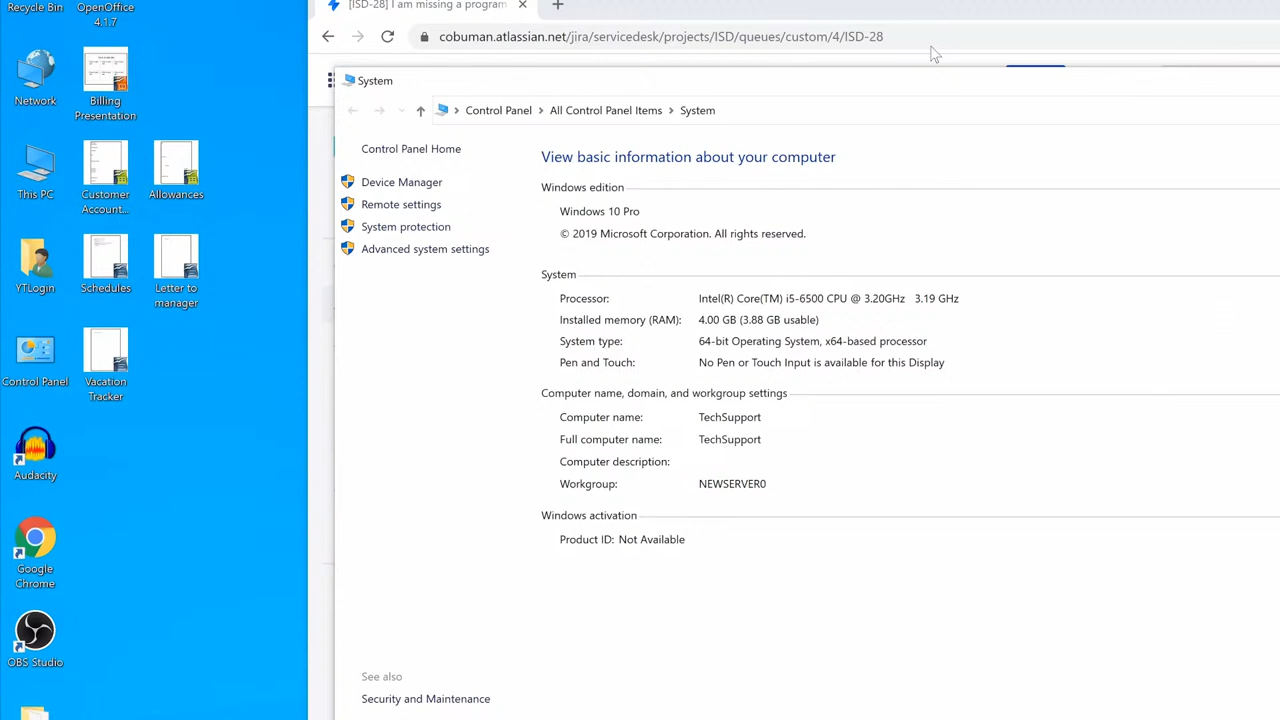 Recycle Bin
OpenOffice
4.1.7
Network
Billing
Presentation
This PC
Customer
Account...
Allowances
YTLogin
Schedules
Letter to
manager
Control Panel
Vacation
Tracker
Audacity
Google
Chrome
OBS Studio
[ISD-28] I am missing a program
cobuman.atlassian.net/jira/servicedesk/projects/ISD/queues/custom/4/ISD-28
System
Control Panel > All Control Panel Items > System
Control Panel Home
Device Manager
Remote settings
System protection
Advanced system settings
See also
Security and Maintenance
View basic information about your computer
Windows edition
Windows 10 Pro
© 2019 Microsoft Corporation. All rights reserved.
System
Processor: Intel(R) Core(TM) i5-6500 CPU @ 3.20GHz 3.19 GHz
Installed memory (RAM): 4.00 GB (3.88 GB usable)
System type: 64-bit Operating System, x64-based processor
Pen and Touch: No Pen or Touch Input is available for this Display
Computer name, domain, and workgroup settings
Computer name: TechSupport
Full computer name: TechSupport
Computer description:
Workgroup: NEWSERVER0
Windows activation
Product ID: Not Available